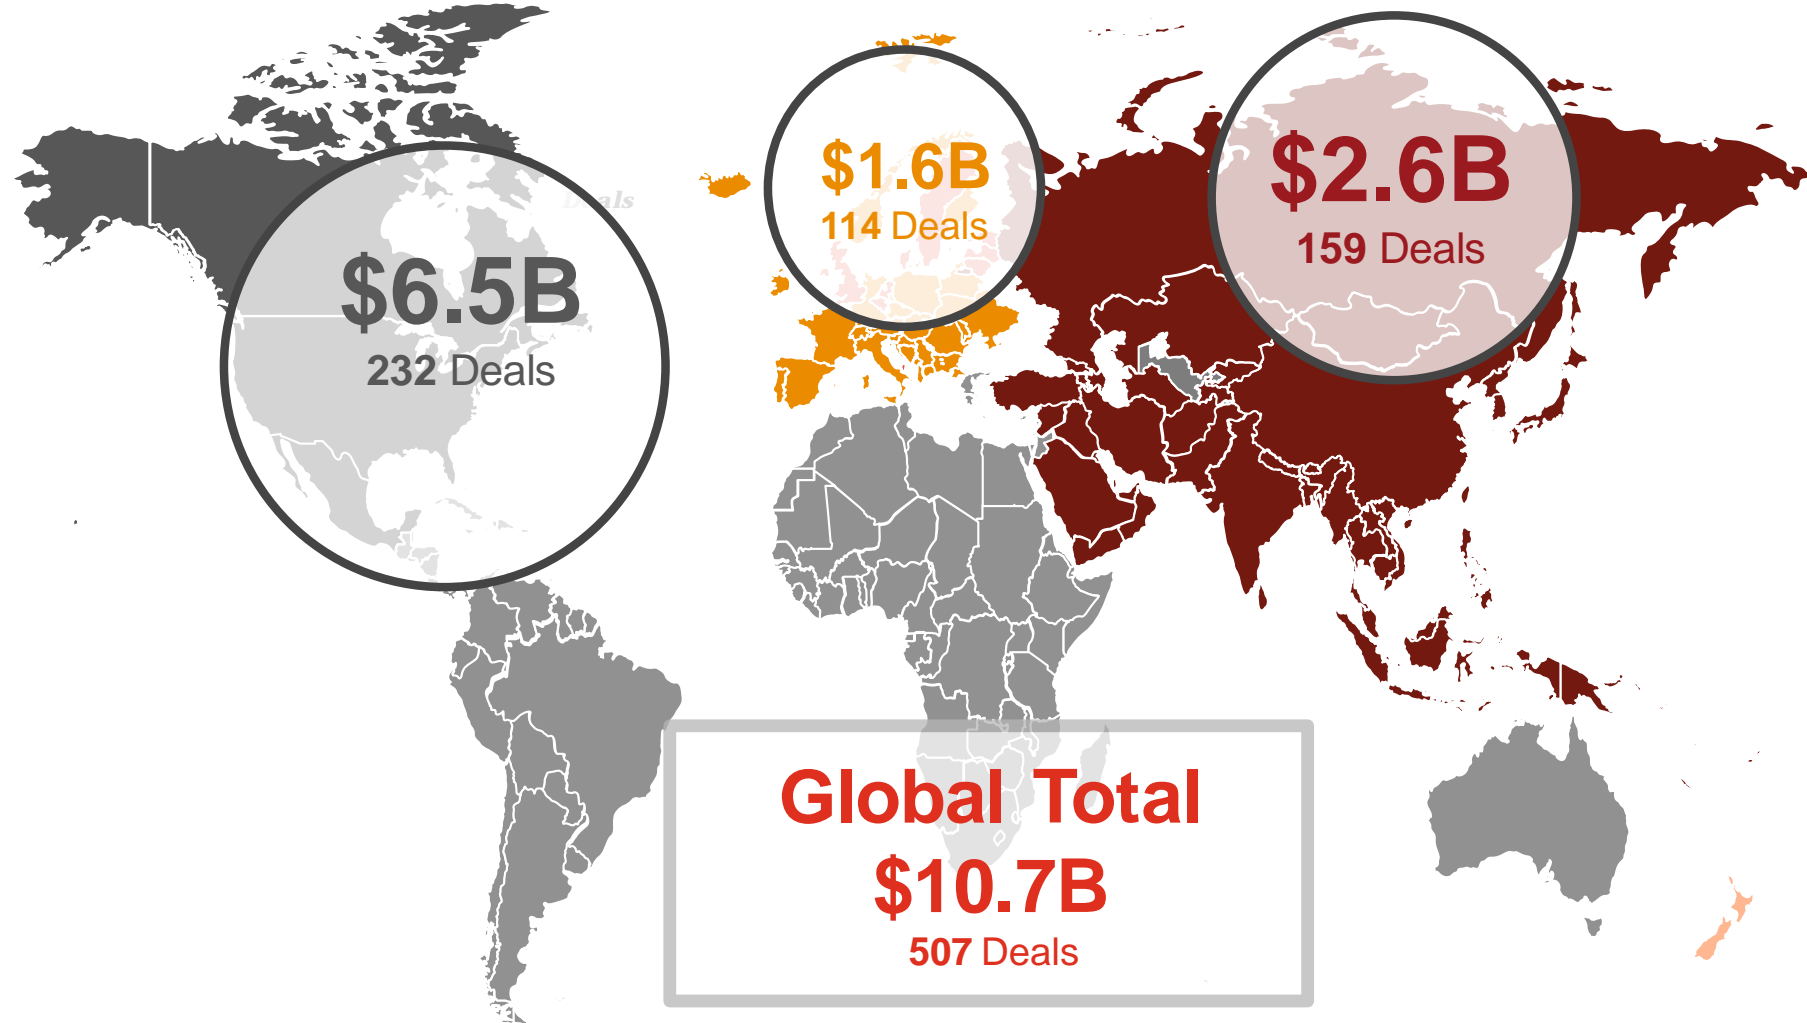 $6.5B
232 Deals
$1.6B
114 Deals
$2.6B
159 Deals
Global Total
$10.7B
507 Deals